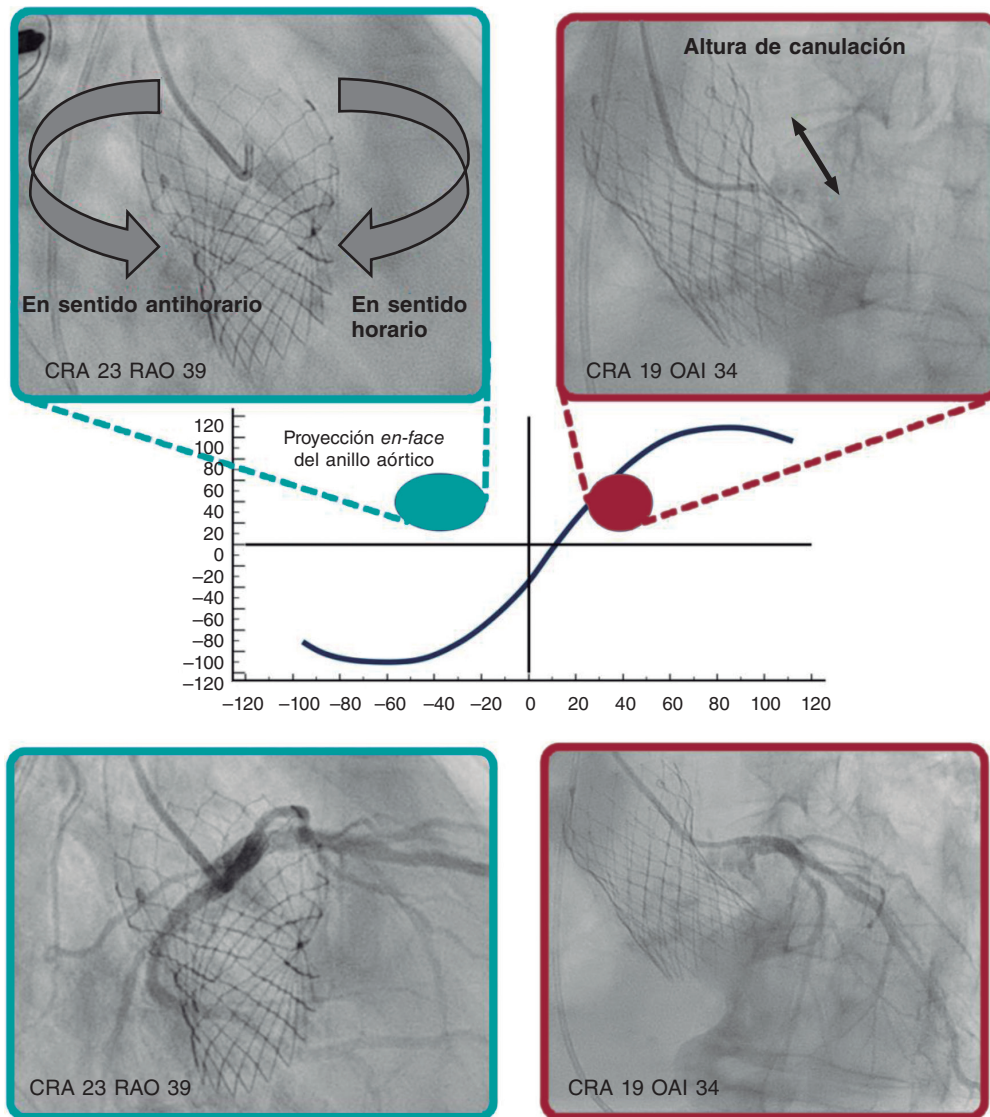 Altura de canulación
En sentido antihorario
En sentido
horario
CRA 23 RAO 39
CRA 19 OAI 34
Proyección en-face
del anillo aórtico
120
100
80
60
40
20
0
–20
–40
–60
–80
–100
–120
–120 –100 –80 –60 –40 –20 0 20 40 60 80 100 120
CRA 23 RAO 39
CRA 19 OAI 34